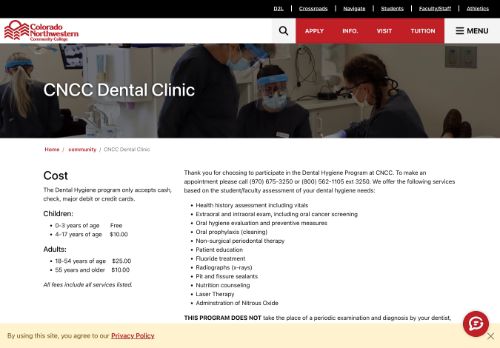 D2L
Crossroads
Navigate
Students
Faculty/Staff
Athletics
Colorado
Northwestern
Community College
APPLY
INFO.
VISIT
TUITION
MENU
CNCC Dental Clinic
Home / community / CNCC Dental Clinic
Cost
The Dental Hygiene program only accepts cash,
check, major debit or credit cards.
Children:
0-3 years of age Free
4-17 years of age $10.00
Adults:
18-54 years of age $25.00
55 years and older $10.00
All fees include all services listed.
Thank you for choosing to participate in the Dental Hygiene Program at CNCC. To make an
appointment please call (970) 675-3250 or (800) 562-1105 ext 3250. We offer the following services
based on the student/faculty assessment of your dental hygiene needs:
Health history assessment including vitals
Extraoral and intraoral exam, including oral cancer screening
Oral hygiene evaluation and preventive measures
Oral prophylaxis (cleaning)
Non-surgical periodontal therapy
Patient education
Fluoride treatment
Radiographs (x-rays)
Pit and fissure sealants
Nutrition counseling
Laser Therapy
Adminstration of Nitrous Oxide
THIS PROGRAM DOES NOT take the place of a periodic examination and diagnosis by your dentist,
By using this site, you agree to our Privacy Policy